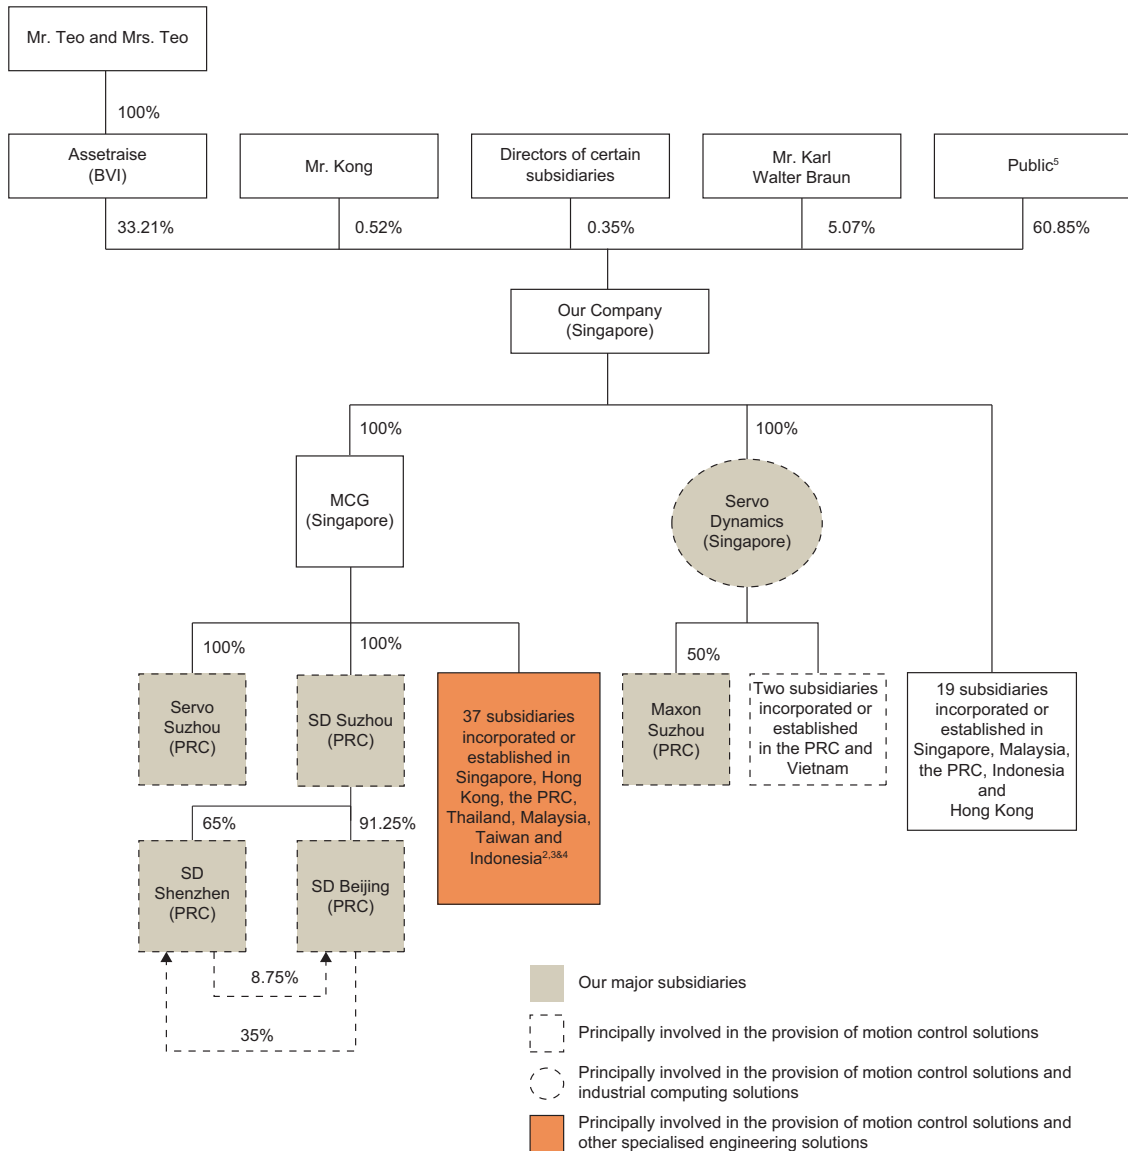 Mr. Teo and Mrs. Teo
100%
Assetraise
(BVI)
Mr. Kong
Directors of certain
subsidiaries
Mr. Karl
Walter Braun
Public5
33.21%
0.52%
0.35%
5.07%
60.85%
Our Company
(Singapore)
100%
100%
MCG
(Singapore)
Servo
Dynamics
(Singapore)
100%
100%
50%
Servo
Suzhou
(PRC)
SD Suzhou
(PRC)
37 subsidiaries
incorporated or
established in
Singapore, Hong
Kong, the PRC,
Thailand, Malaysia,
Taiwan and
Indonesia2,3&4
Maxon
Suzhou
(PRC)
Two subsidiaries
incorporated or
established
in the PRC and
Vietnam
19 subsidiaries
incorporated or
established in
Singapore, Malaysia,
the PRC, Indonesia
and
Hong Kong
65%
91.25%
SD
Shenzhen
(PRC)
SD Beijing
(PRC)
8.75%
35%
Our major subsidiaries
Principally involved in the provision of motion control solutions
Principally involved in the provision of motion control solutions and
industrial computing solutions
Principally involved in the provision of motion control solutions and
other specialised engineering solutions